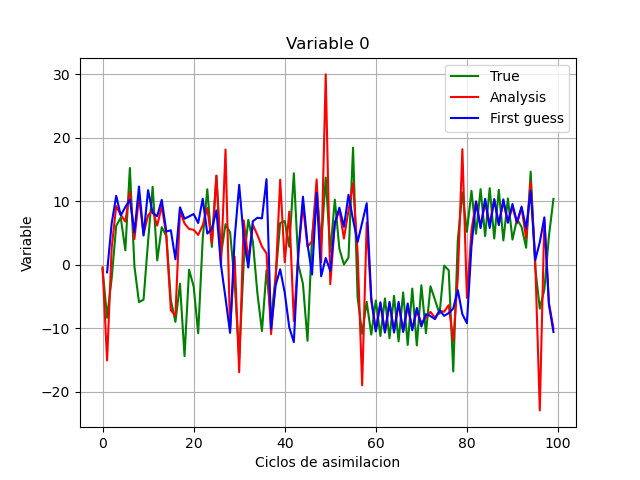 Variable 0
True
Analysis
First guess
30
20
10
0
−10
−20
Variable
0
20
40
60
80
100
Ciclos de asimilacion